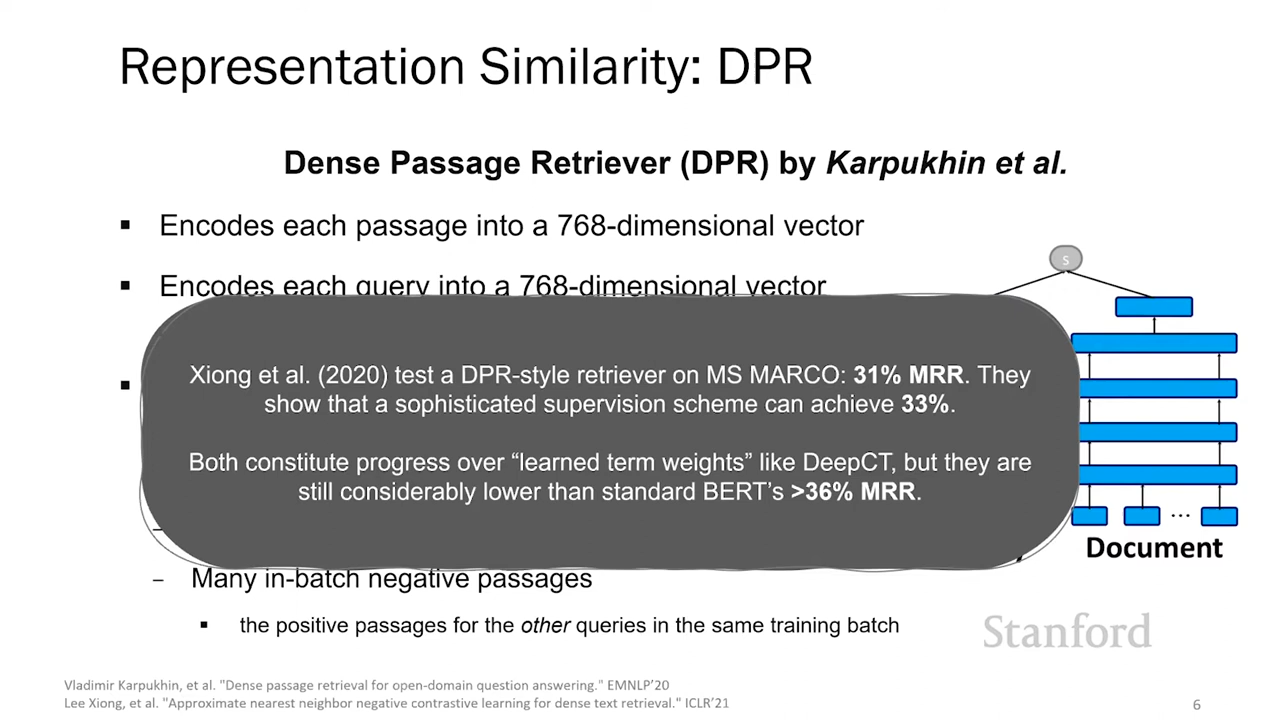 Representation Similarity: DPR
Dense Passage Retriever (DPR) by Karpukhin et al.
▪ Encodes each passage into a 768-dimensional vector
▪ Encodes each query into a 768-dimensional vector
s
▪
Xiong et al. (2020) test a DPR-style retriever on MS MARCO: 31% MRR. They
show that a sophisticated supervision scheme can achieve 33%.
Both constitute progress over “learned term weights” like DeepCT, but they are
still considerably lower than standard BERT’s >36% MRR.
…
Document
– Many in-batch negative passages
▪ the positive passages for the other queries in the same training batch
Stanford
Vladimir Karpukhin, et al. "Dense passage retrieval for open-domain question answering." EMNLP’20
Lee Xiong, et al. "Approximate nearest neighbor negative contrastive learning for dense text retrieval." ICLR’21
6